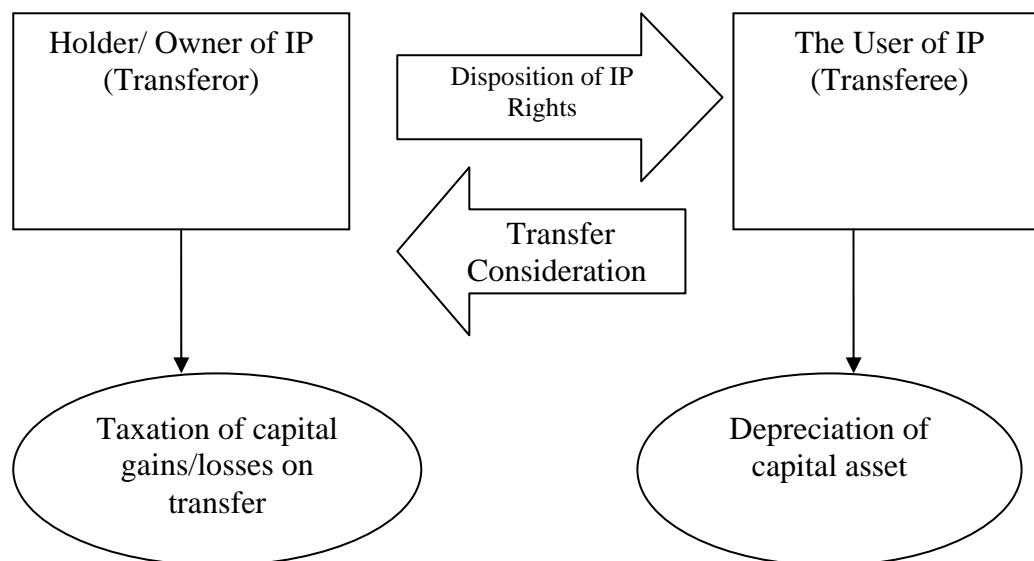 Holder/ Owner of IP
(Transferor)
Disposition of IP
Rights
The User of IP
(Transferee)
Transfer
Consideration
Taxation of capital
gains/losses on
transfer
Depreciation of
capital asset